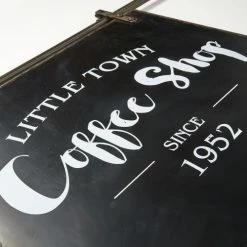 LITTLE TOWN
Coffee Shop
SINCE
1952